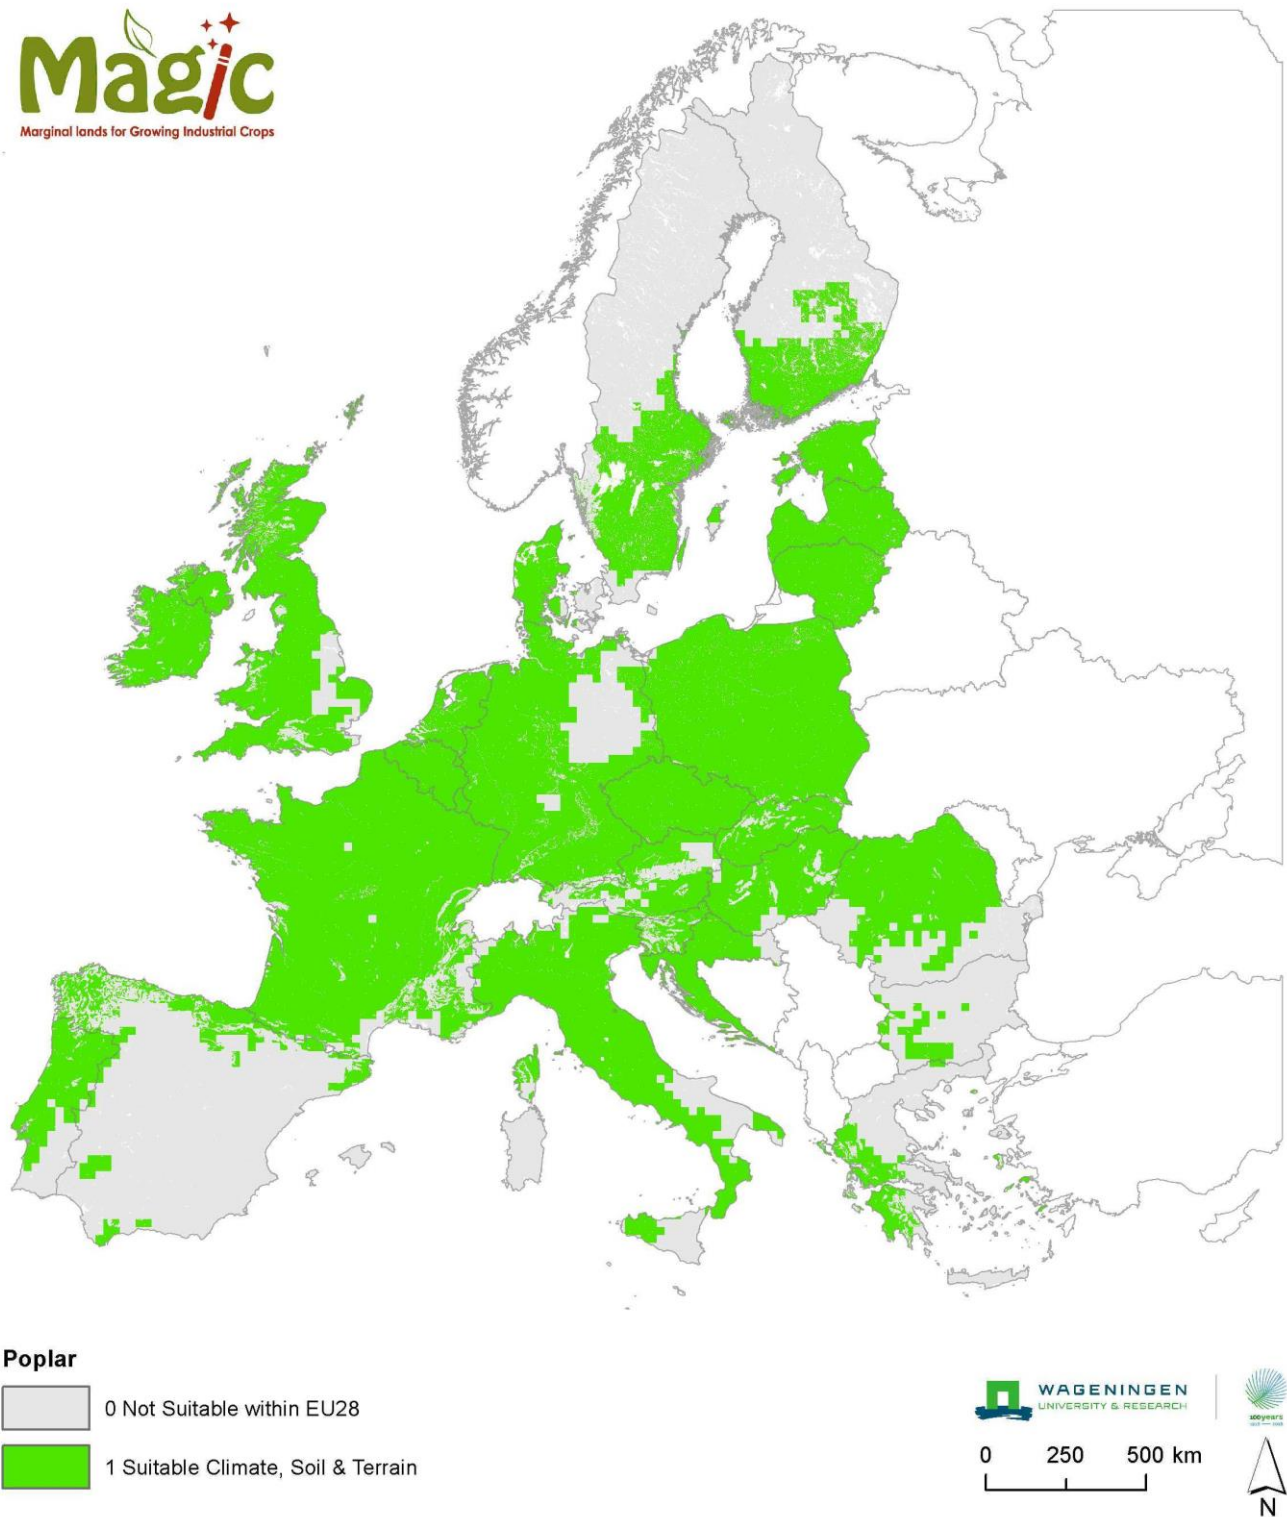 Magic
Marginal lands for Growing Industrial Crops
Poplar
0 Not Suitable within EU28
1 Suitable Climate, Soil & Terrain
WAGENINGEN
UNIVERSITY & RESEARCH
100years
0 250 500 km
N